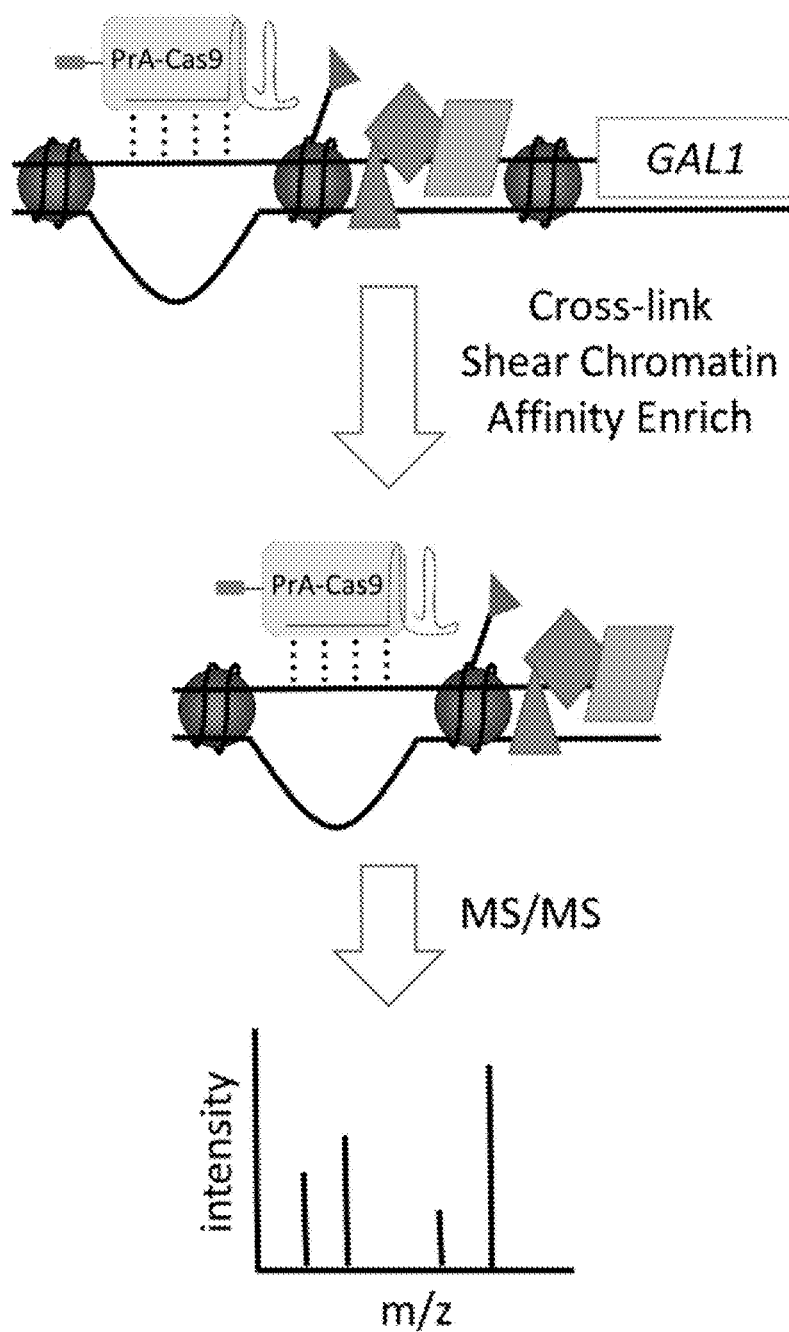 PrA-Cas9
GAL1
Cross-link
Shear Chromatin
Affinity Enrich
PrA-Cas9
MS/MS
intensity
m/z